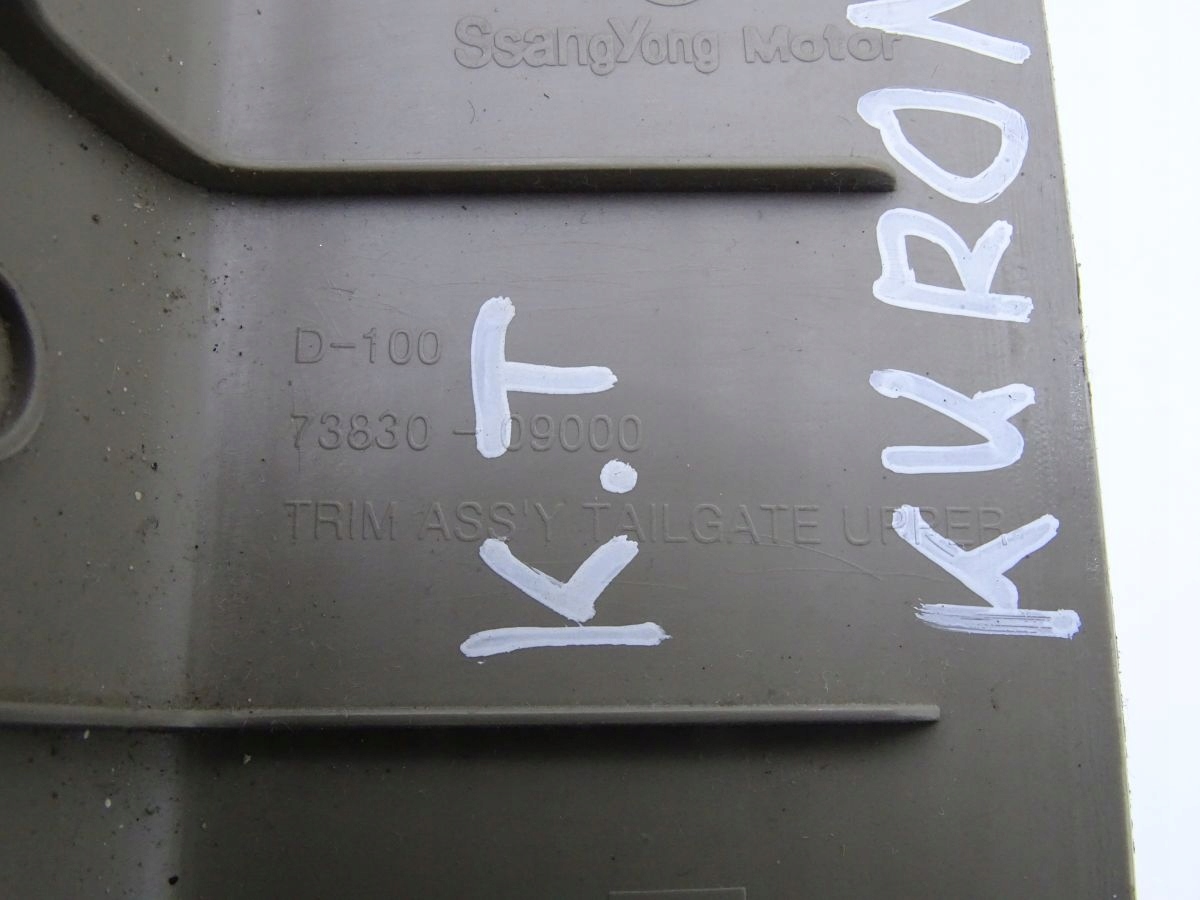 SsangYong Motor
D-100
73830-09000
TRIM ASS'Y TAILGATE UPPER
K.T
KURON